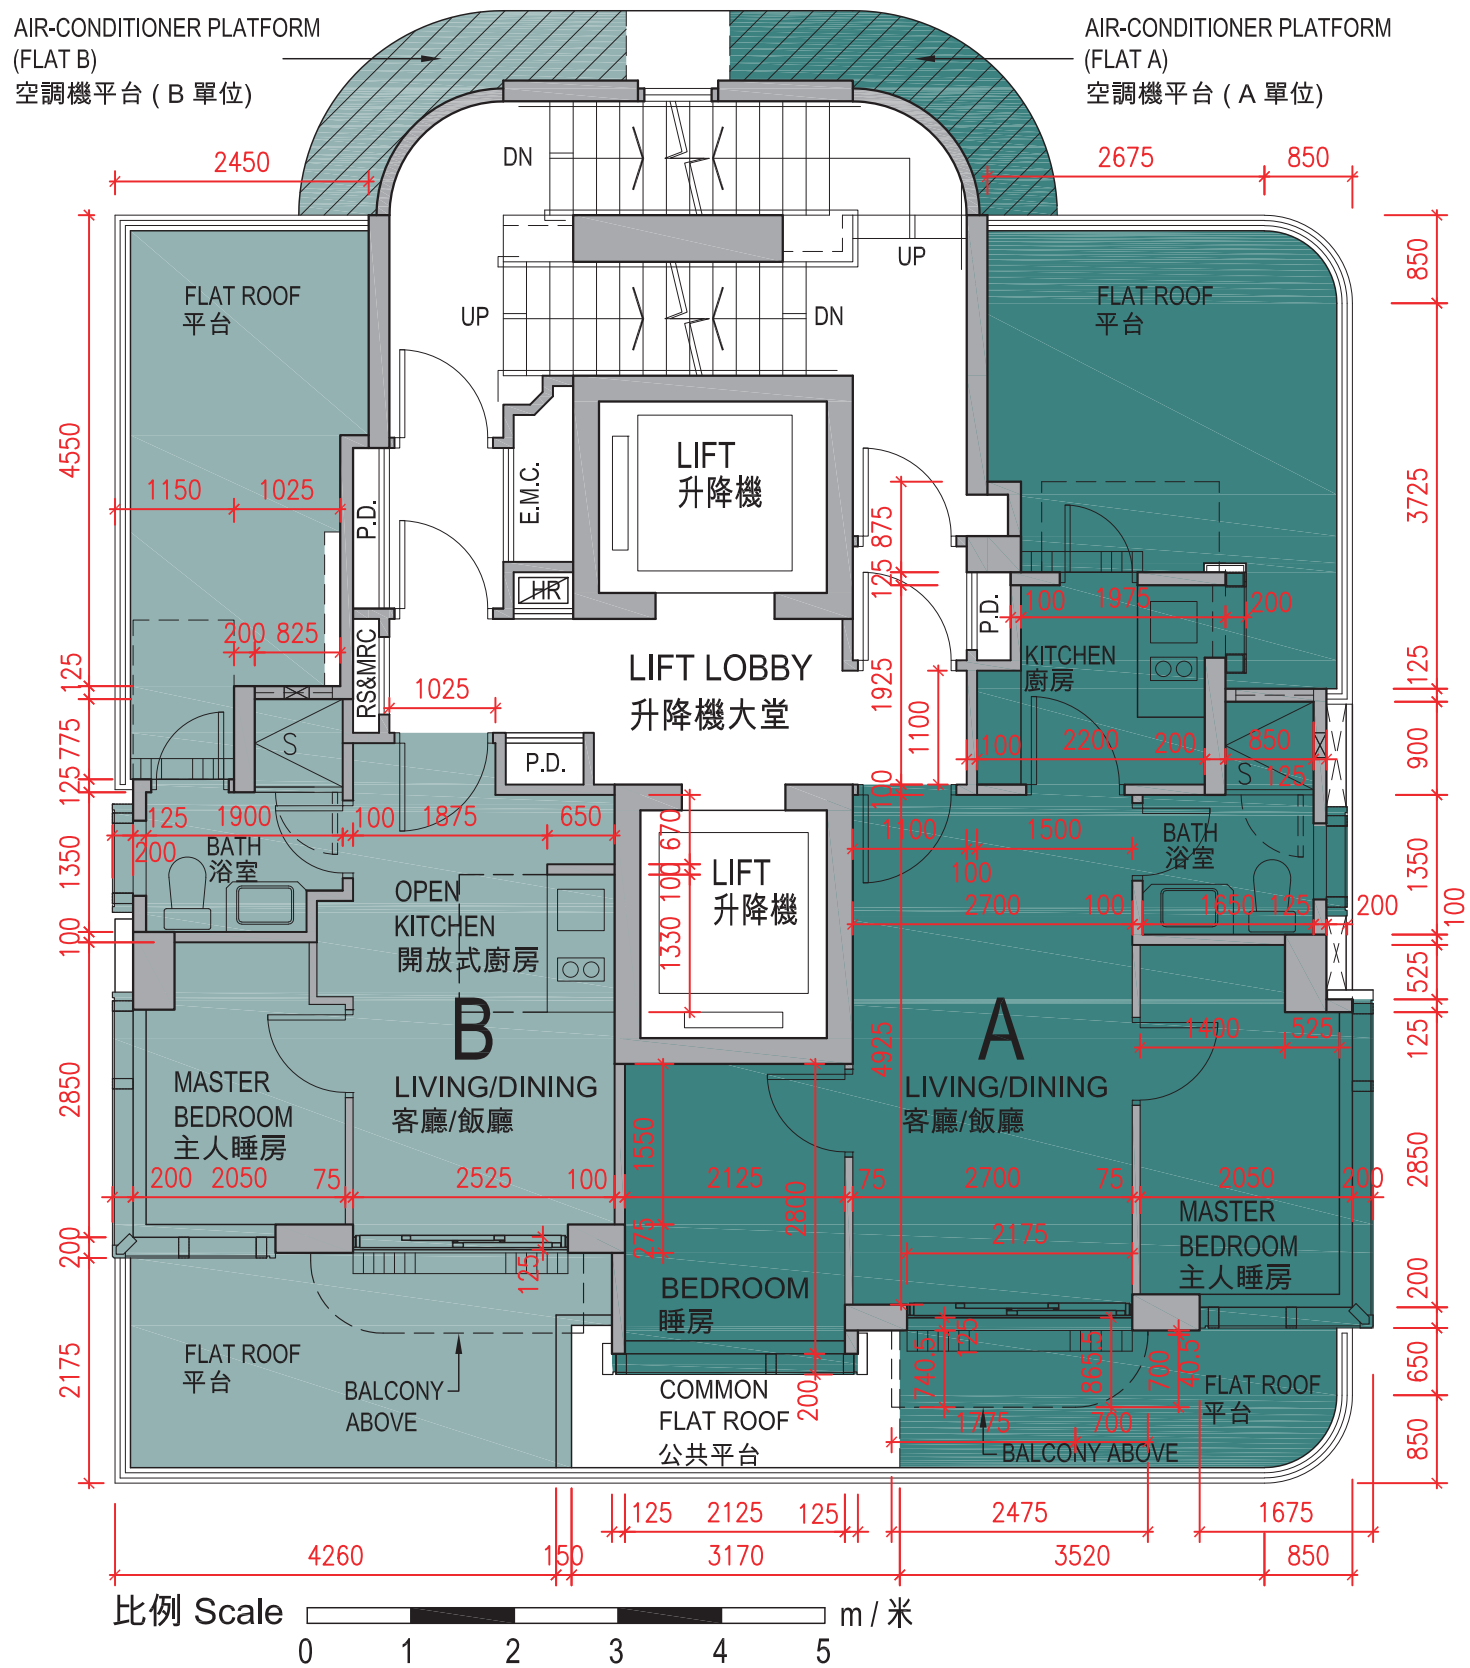 AIR-CONDITIONER PLATFORM
(FLAT B)
空調機平台 ( B 單位)
AIR-CONDITIONER PLATFORM
(FLAT A)
空調機平台 ( A 單位)
2450
DN
2675
850
UP
850
FLAT ROOF
平台
UP
DN
FLAT ROOF
平台
4550
LIFT
升降機
1150
1025
P.D.
E.M.C.
875
3725
HR
125
P.D.
100
1975
200
200
825
RS&MRC
LIFT LOBBY
升降機大堂
KITCHEN
廚房
125
1025
1925
1100
125
775
S
P.D.
100
2200
200
850
900
125
S
125
100
125
1900
100
1875
650
670
1100
1500
200
BATH
浴室
BATH
浴室
1350
100
1350
OPEN
KITCHEN
開放式廚房
100
LIFT
升降機
2700
100
1650
125
200
100
100
1330
525
B
A
4925
1400
525
125
MASTER
BEDROOM
主人睡房
LIVING/DINING
客廳/飯廳
LIVING/DINING
客廳/飯廳
2850
1550
2850
200
2050
75
2525
100
2125
2800
75
2700
75
2050
200
MASTER
BEDROOM
主人睡房
200
275
2175
125
BEDROOM
睡房
200
125
740.5
865.5
700
40.5
650
FLAT ROOF
平台
2175
BALCONY
ABOVE
COMMON
FLAT ROOF
公共平台
200
FLAT ROOF
平台
1775
700
BALCONY ABOVE
850
125
2125
125
2475
1675
4260
150
3170
3520
850
比例 Scale
m / 米
0
1
2
3
4
5